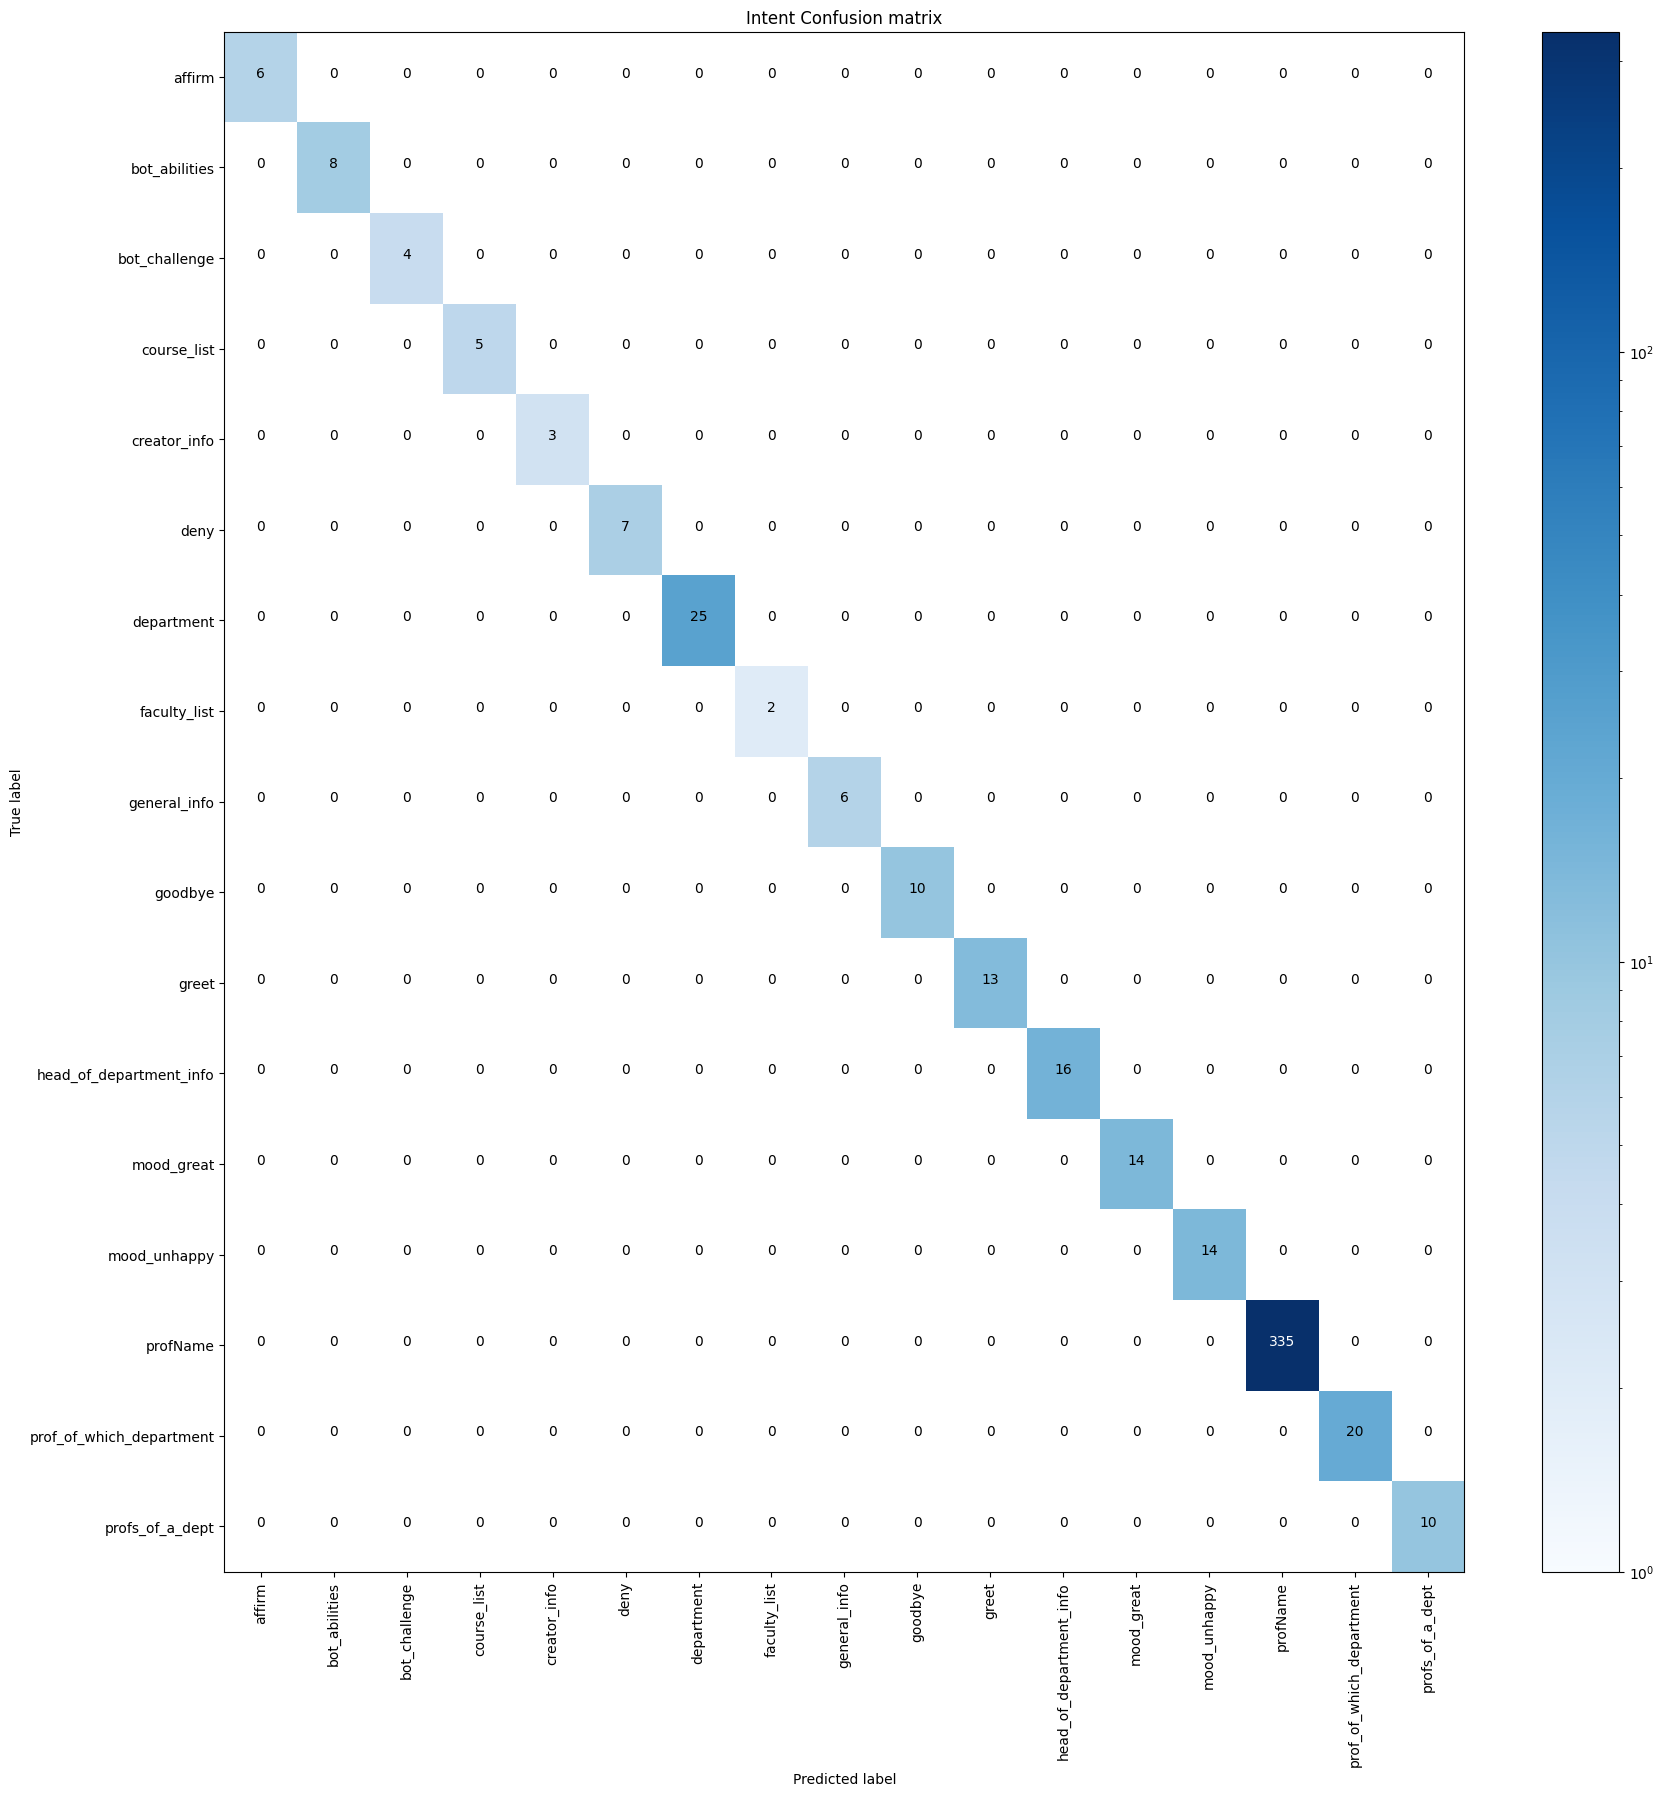 Intent Confusion matrix
affirm 6 0 0 0 0 0 0 0 0 0 0 0 0 0 0 0 0
bot_abilities 0 8 0 0 0 0 0 0 0 0 0 0 0 0 0 0 0
bot_challenge 0 0 4 0 0 0 0 0 0 0 0 0 0 0 0 0 0
course_list 0 0 0 5 0 0 0 0 0 0 0 0 0 0 0 0 0
creator_info 0 0 0 0 3 0 0 0 0 0 0 0 0 0 0 0 0
deny 0 0 0 0 0 7 0 0 0 0 0 0 0 0 0 0 0
department 0 0 0 0 0 0 25 0 0 0 0 0 0 0 0 0 0
faculty_list 0 0 0 0 0 0 0 2 0 0 0 0 0 0 0 0 0
general_info 0 0 0 0 0 0 0 0 6 0 0 0 0 0 0 0 0
goodbye 0 0 0 0 0 0 0 0 0 10 0 0 0 0 0 0 0
greet 0 0 0 0 0 0 0 0 0 0 13 0 0 0 0 0 0
head_of_department_info 0 0 0 0 0 0 0 0 0 0 0 16 0 0 0 0 0
mood_great 0 0 0 0 0 0 0 0 0 0 0 0 14 0 0 0 0
mood_unhappy 0 0 0 0 0 0 0 0 0 0 0 0 0 14 0 0 0
profName 0 0 0 0 0 0 0 0 0 0 0 0 0 0 335 0 0
prof_of_which_department 0 0 0 0 0 0 0 0 0 0 0 0 0 0 0 20 0
profs_of_a_dept 0 0 0 0 0 0 0 0 0 0 0 0 0 0 0 0 10
True label
affirm
bot_abilities
bot_challenge
course_list
creator_info
deny
department
faculty_list
general_info
goodbye
greet
head_of_department_info
mood_great
mood_unhappy
profName
prof_of_which_department
profs_of_a_dept
Predicted label
10²
10¹
10⁰